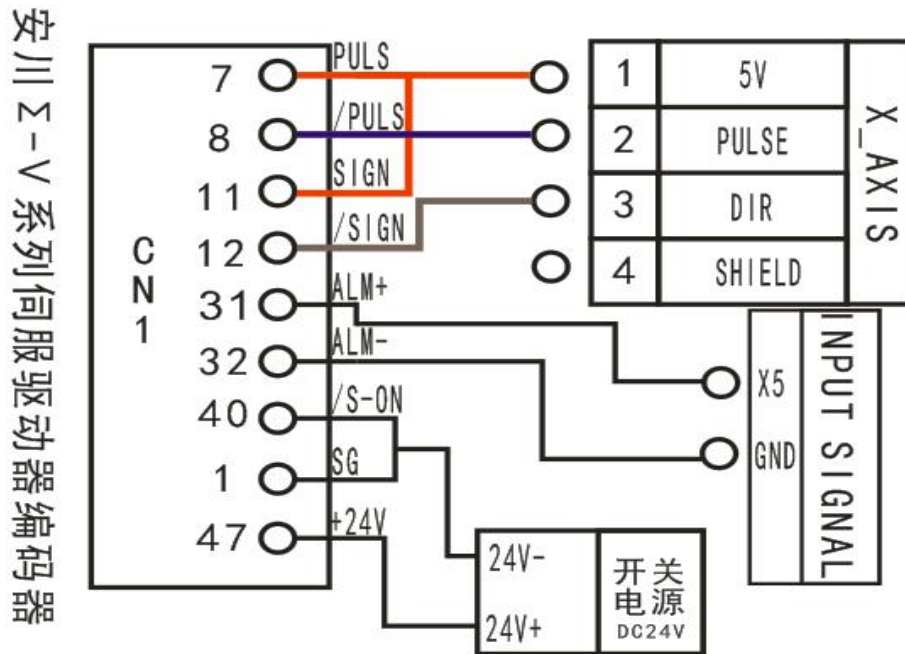 安川Σ-V系列伺服驱动器编码器
CN1
7
PULS
8
/PULS
11
SIGN
12
/SIGN
31
ALM+
32
ALM-
40
/S-ON
1
SG
47
+24V
1 5V
2 PULSE
3 DIR
4 SHIELD
X_AXIS
X5
GND
INPUT SIGNAL
24V-
24V+
开关
电源
DC24V